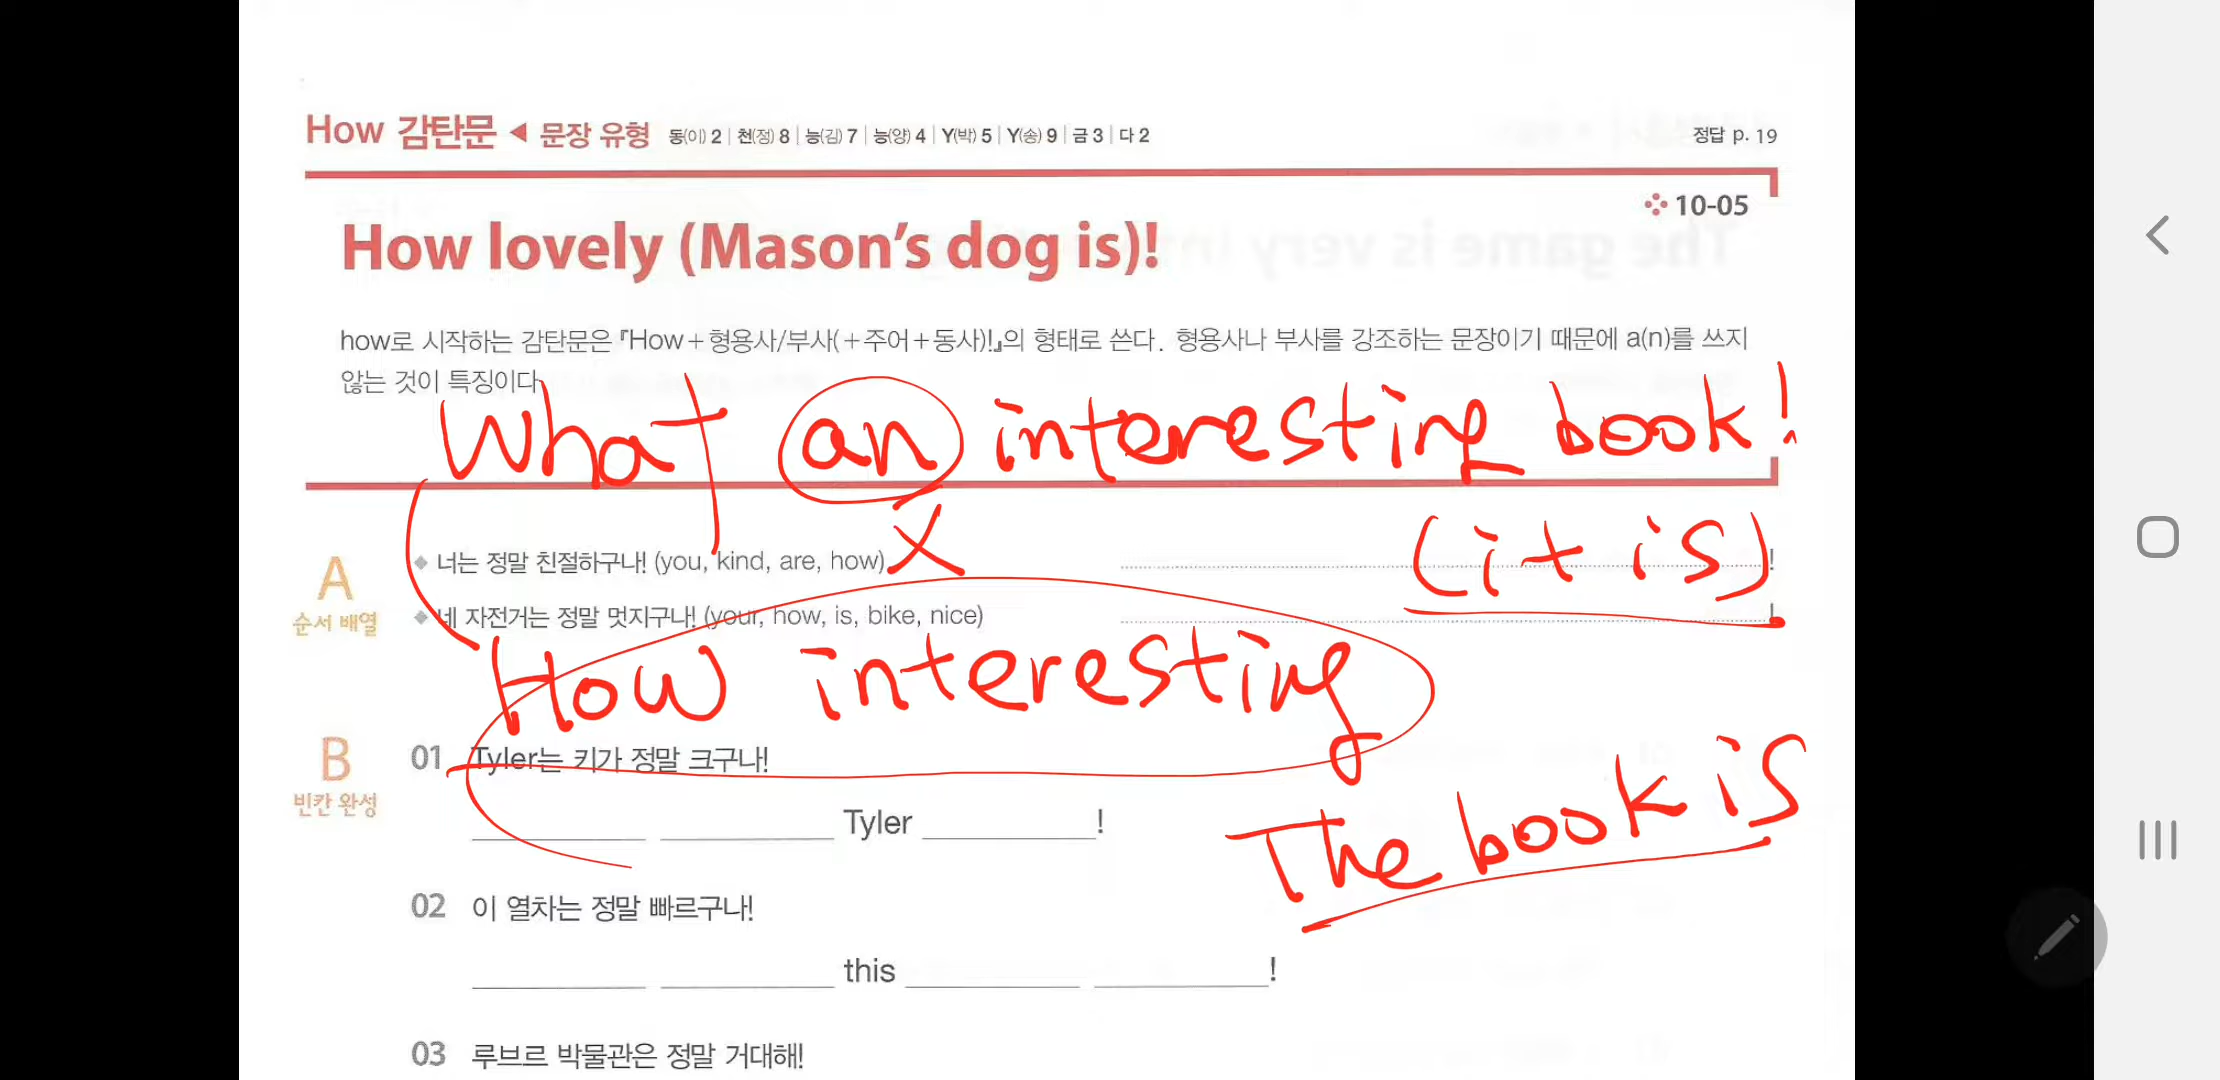 How 감탄문 ◀ 문장 유형 동(이) 2 | 천(정) 8 | 능(김) 7 | 능(양) 4 | Y(박) 5 | Y(송) 9 | 금 3 | 다 2 정답 p. 19
10-05
How lovely (Mason's dog is)!
how로 시작하는 감탄문은 『How+형용사/부사(+주어+동사)!』의 형태로 쓴다. 형용사나 부사를 강조하는 문장이기 때문에 a(n)를 쓰지
않는 것이 특징이다
What an interesting book!
(it is)
A
순서 배열
너는 정말 친절하구나! (you, kind, are, how) X !
네 자전거는 정말 멋지구나! (your, how, is, bike, nice) !
How interesting
The book is
B
빈칸 완성
01 Tyler는 키가 정말 크구나!
Tyler !
02 이 열차는 정말 빠르구나!
this !
03 루브르 박물관은 정말 거대해!